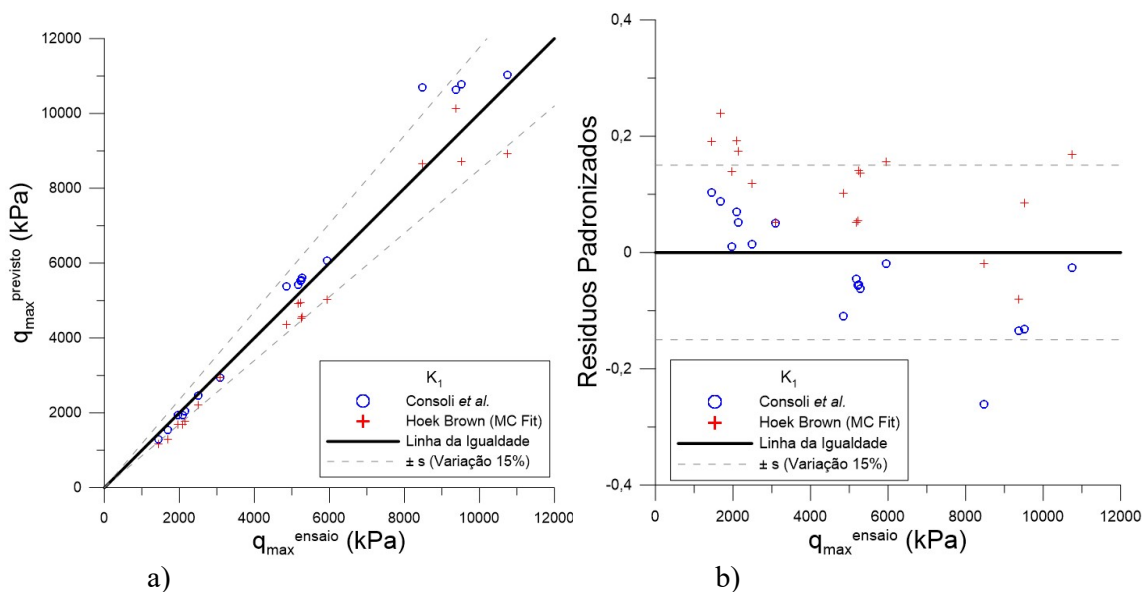 12000
10000
8000
6000
4000
2000
0
q_max^previsto (kPa)
K₁
Consoli et al.
Hoek Brown (MC Fit)
Linha da Igualdade
± s (Variação 15%)
0 2000 4000 6000 8000 10000 12000
q_max^ensaio (kPa)
a)
0,4
0,2
0
-0,2
-0,4
Residuos Padronizados
K₁
Consoli et al.
Hoek Brown (MC Fit)
Linha da Igualdade
± s (Variação 15%)
0 2000 4000 6000 8000 10000 12000
q_max^ensaio (kPa)
b)